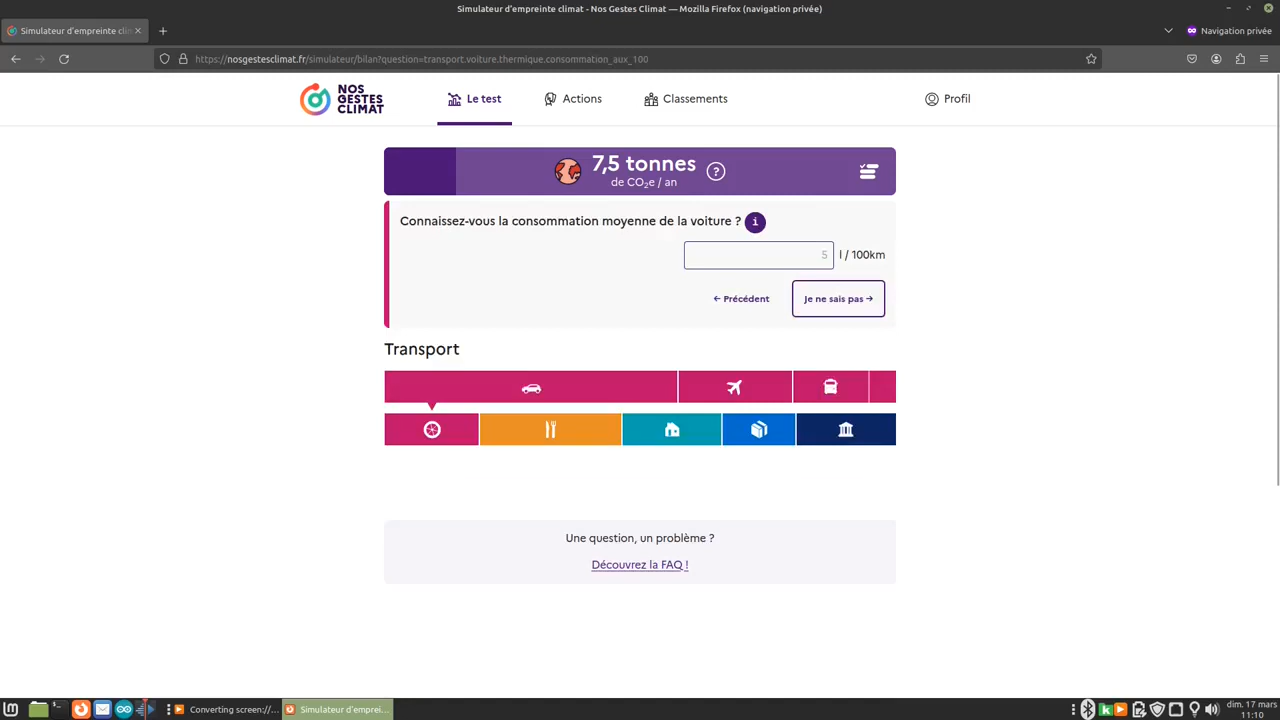 Simulateur d'empreinte climat - Nos Gestes Climat — Mozilla Firefox (navigation privée)
Simulateur d'empreinte clim
Navigation privée
https://nosgestesclimat.fr/simulateur/bilan?question=transport.voiture.thermique.consommation_aux_100
NOS GESTES CLIMAT
Le test
Actions
Classements
Profil
7,5 tonnes
de CO₂e / an
?
Connaissez-vous la consommation moyenne de la voiture ? i
5 l / 100km
← Précédent
Je ne sais pas →
Transport
Une question, un problème ?
Découvrez la FAQ !
Converting screen://...
Simulateur d'emprei...
dim. 17 mars
11:10